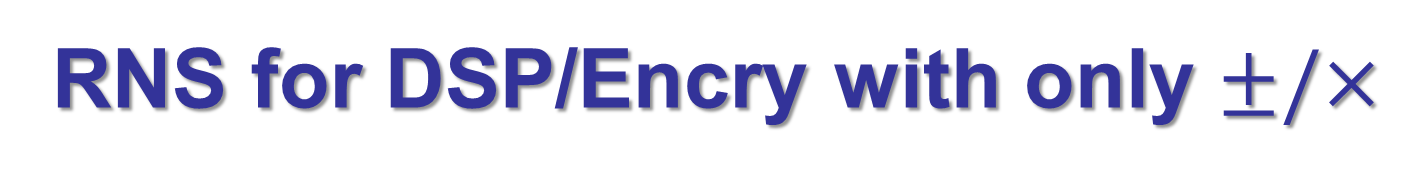 RNS for DSP/Encry with only ±/×